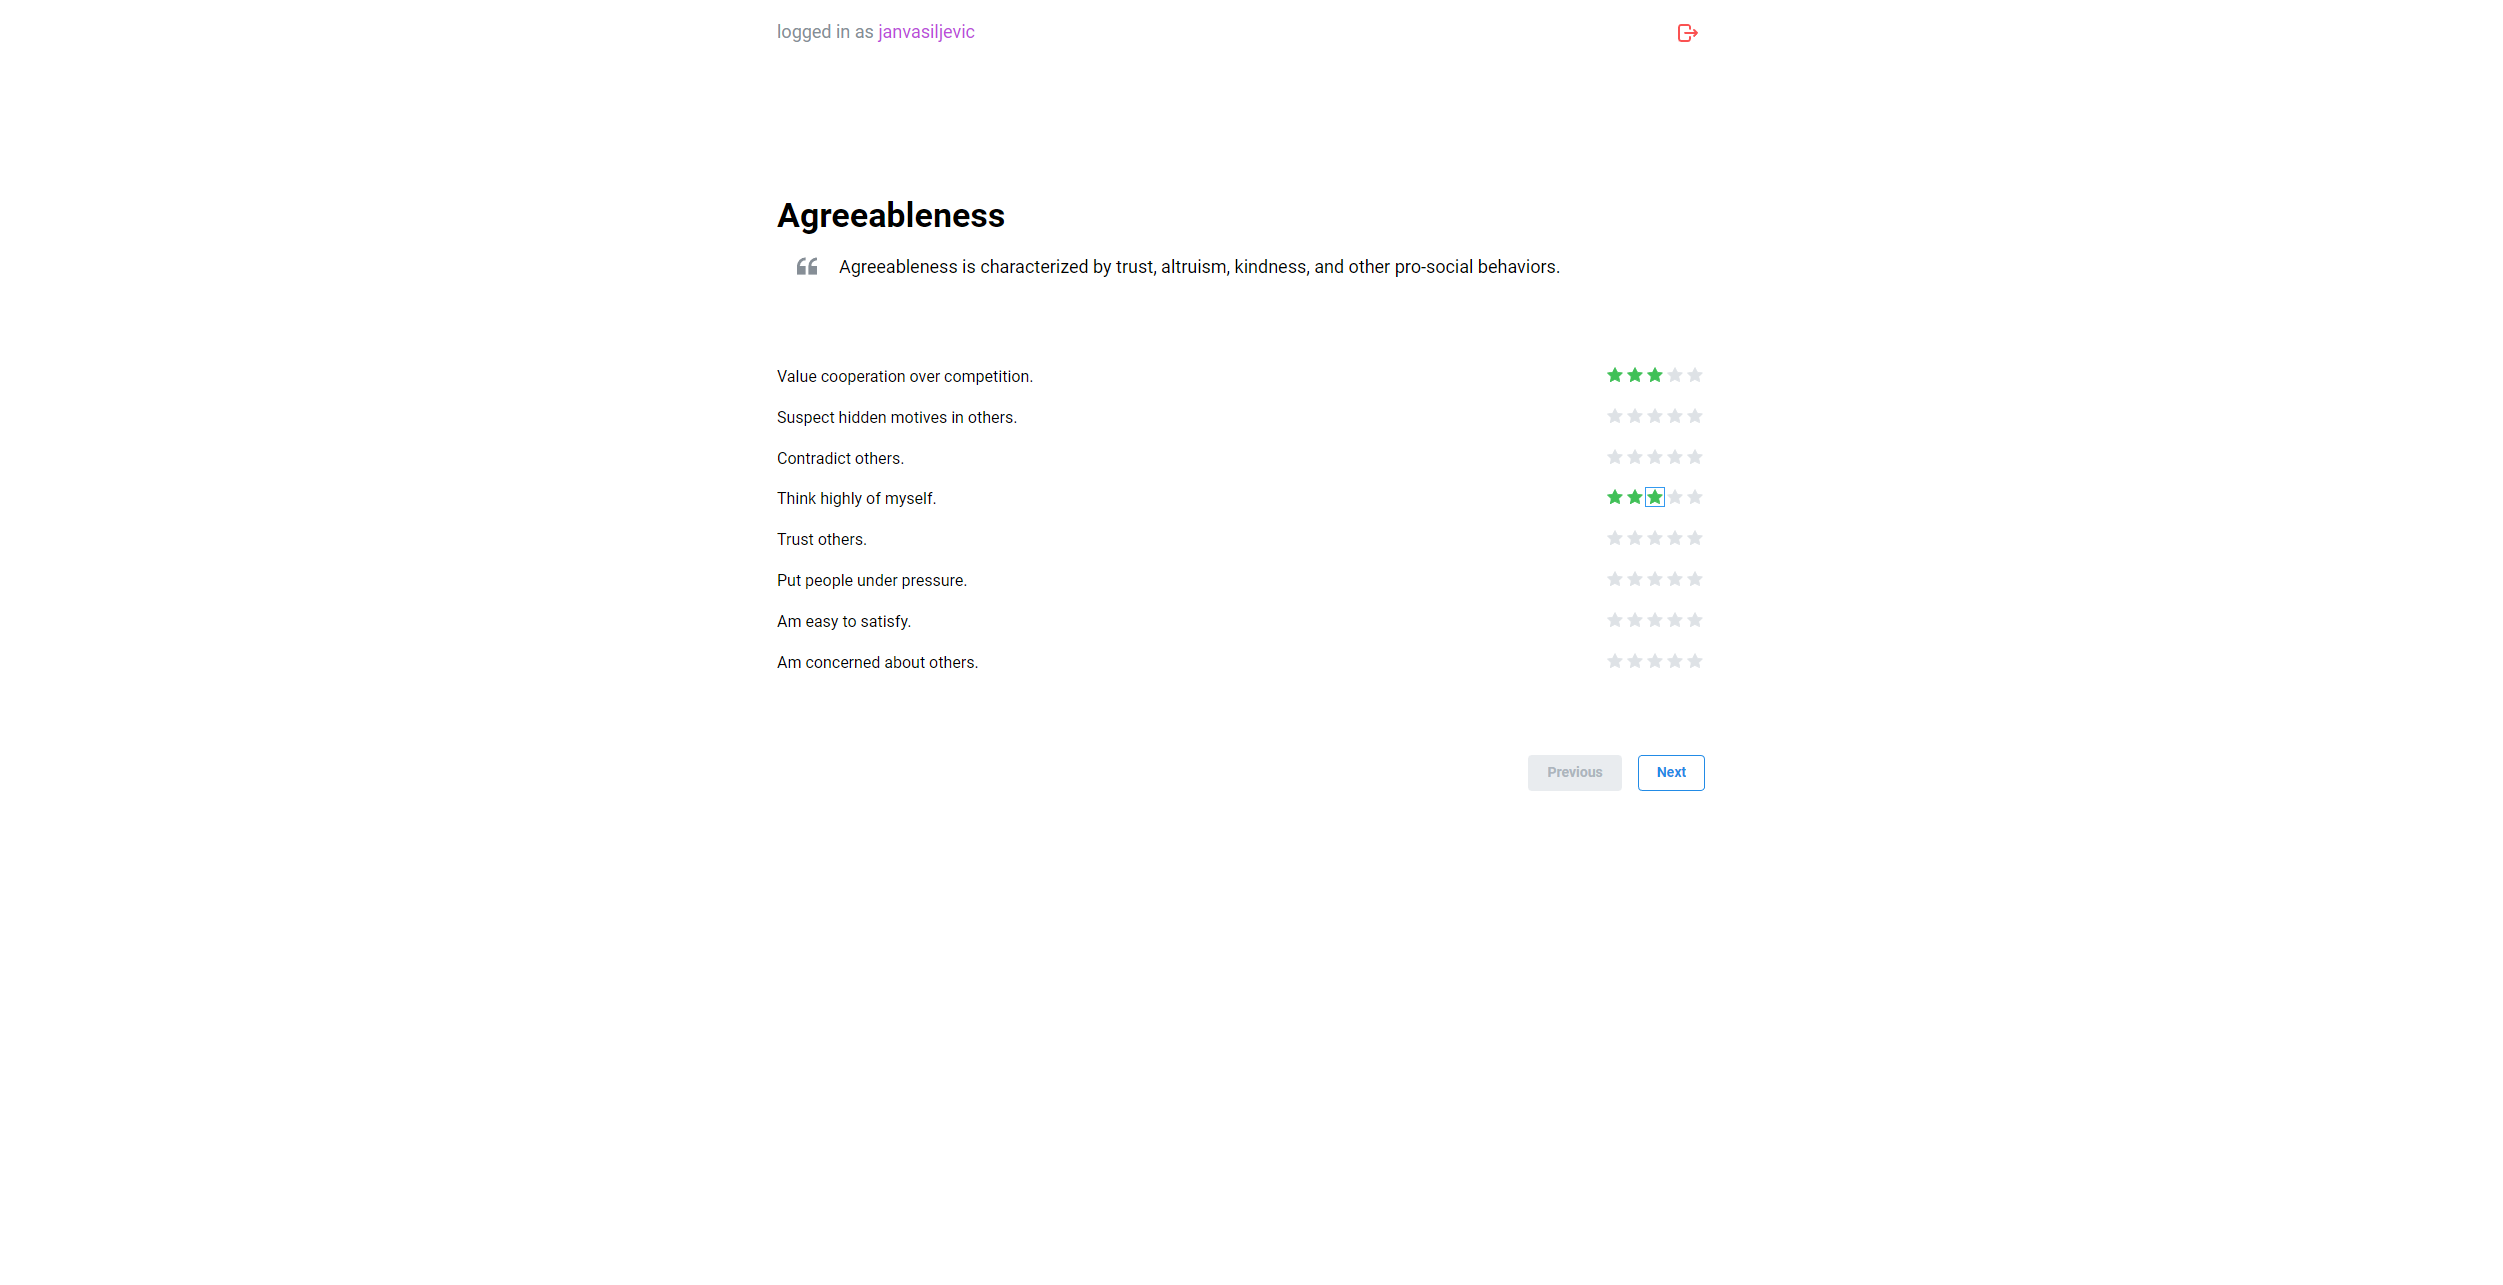 logged in as janvasiljevic
Agreeableness
Agreeableness is characterized by trust, altruism, kindness, and other pro-social behaviors.
Value cooperation over competition.
Suspect hidden motives in others.
Contradict others.
Think highly of myself.
Trust others.
Put people under pressure.
Am easy to satisfy.
Am concerned about others.
Previous Next